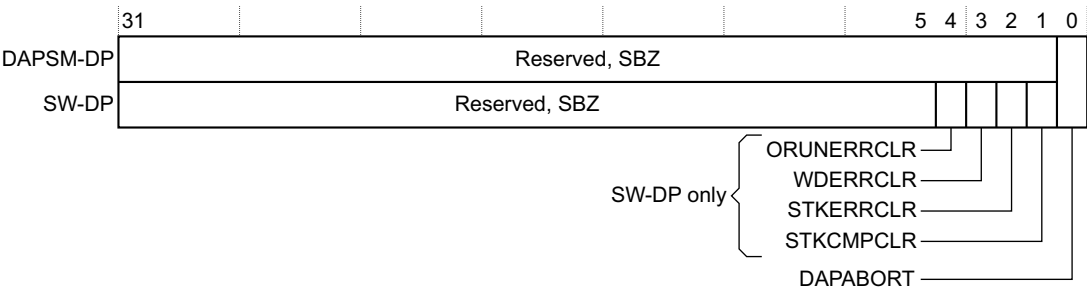 31 5 4 3 2 1 0
DAPSM-DP Reserved, SBZ
SW-DP Reserved, SBZ
ORUNERRCLR
WDERRCLR
SW-DP only
STKERRCLR
STKCMPCLR
DAPABORT